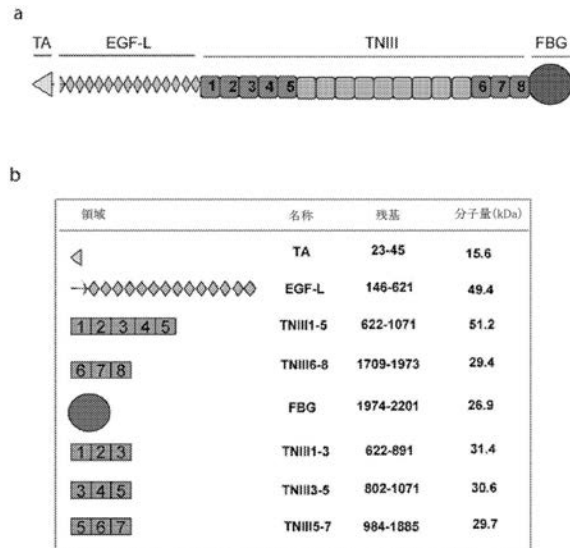 a
TA EGF-L TNIII FBG
1 2 3 4 5 6 7 8
b
領域 名称 残基 分子量(kDa)
TA 23-45 15.6
EGF-L 146-621 49.4
1 2 3 4 5 TNIII1-5 622-1071 51.2
6 7 8 TNIII6-8 1709-1973 29.4
FBG 1974-2201 26.9
1 2 3 TNIII1-3 622-891 31.4
3 4 5 TNIII3-5 802-1071 30.6
5 6 7 TNIII5-7 984-1885 29.7